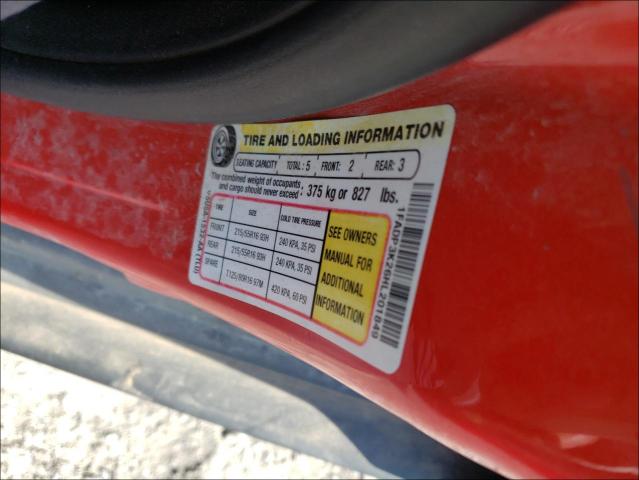 TIRE AND LOADING INFORMATION
SEATING CAPACITY TOTAL: 5 FRONT: 2 REAR: 3
The combined weight of occupants
and cargo should never exceed: 375 kg or 827 lbs.
TIRE SIZE COLD TIRE PRESSURE
FRONT 215/55R16 93H 240 KPA, 35 PSI
REAR 215/55R16 93H 240 KPA, 35 PSI
SPARE T125/80R16 97M 420 KPA, 60 PSI
SEE OWNERS
MANUAL FOR
ADDITIONAL
INFORMATION
1FADP3K26HL201849